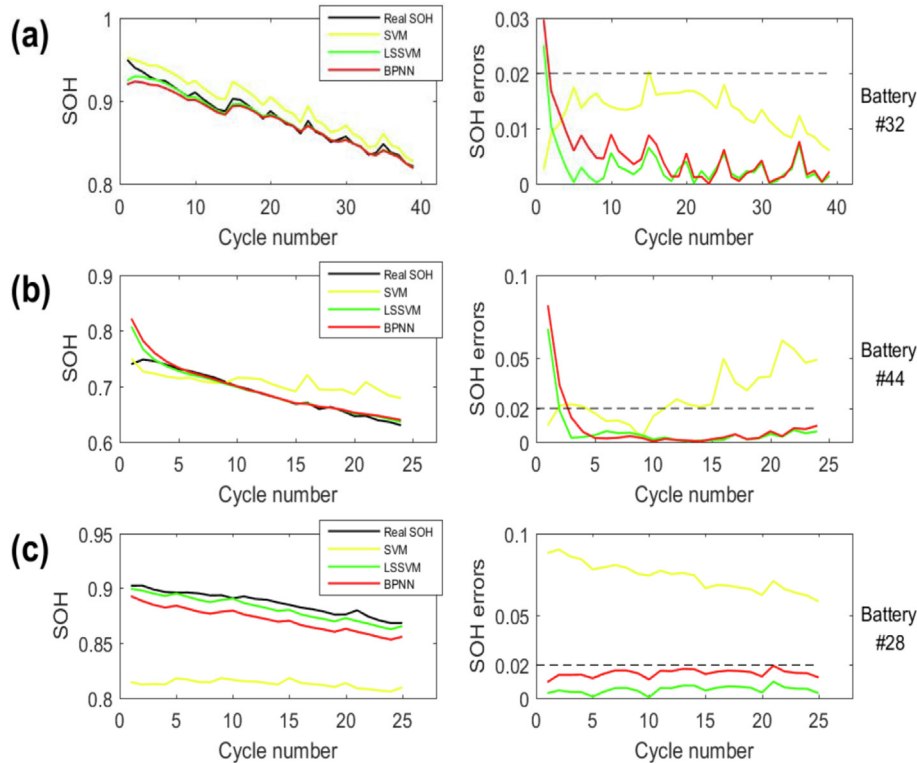 (a)
1
0.9
0.8
SOH
0 10 20 30 40
Cycle number
Real SOH
SVM
LSSVM
BPNN
0.03
0.02
0.01
0
SOH errors
0 10 20 30 40
Cycle number
Battery
#32
(b)
0.9
0.8
0.7
0.6
SOH
0 5 10 15 20 25
Cycle number
Real SOH
SVM
LSSVM
BPNN
0.1
0.05
0.02
0
SOH errors
0 5 10 15 20 25
Cycle number
Battery
#44
(c)
0.95
0.9
0.85
0.8
SOH
0 5 10 15 20 25
Cycle number
Real SOH
SVM
LSSVM
BPNN
0.1
0.05
0.02
0
SOH errors
0 5 10 15 20 25
Cycle number
Battery
#28